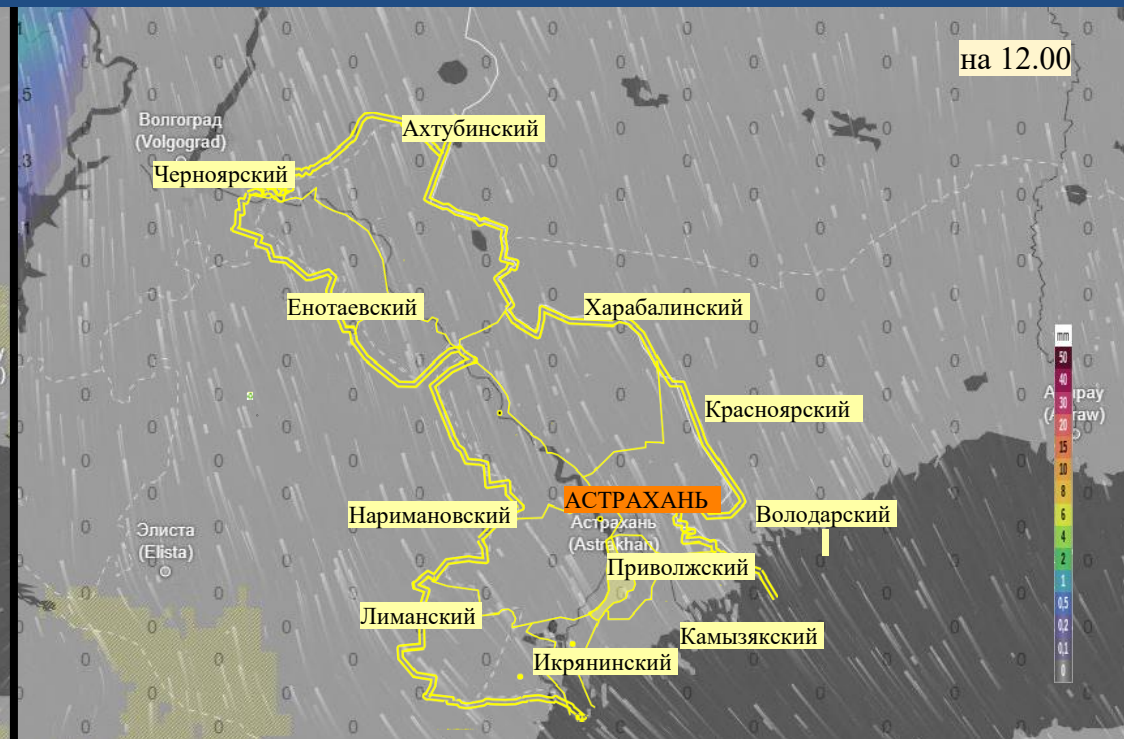 на 12.00
Волгоград
(Volgograd)
Ахтубинский
Черноярский
Енотаевский
Харабалинский
Красноярский
АСТРАХАНЬ
Астрахань
(Astrakhan)
Наримановский
Володарский
Элиста
(Elista)
Приволжский
Лиманский
Камызякский
Икрянинский
mm
50
40
30
20
15
10
8
6
4
2
1
0,5
0,2
0,1
0